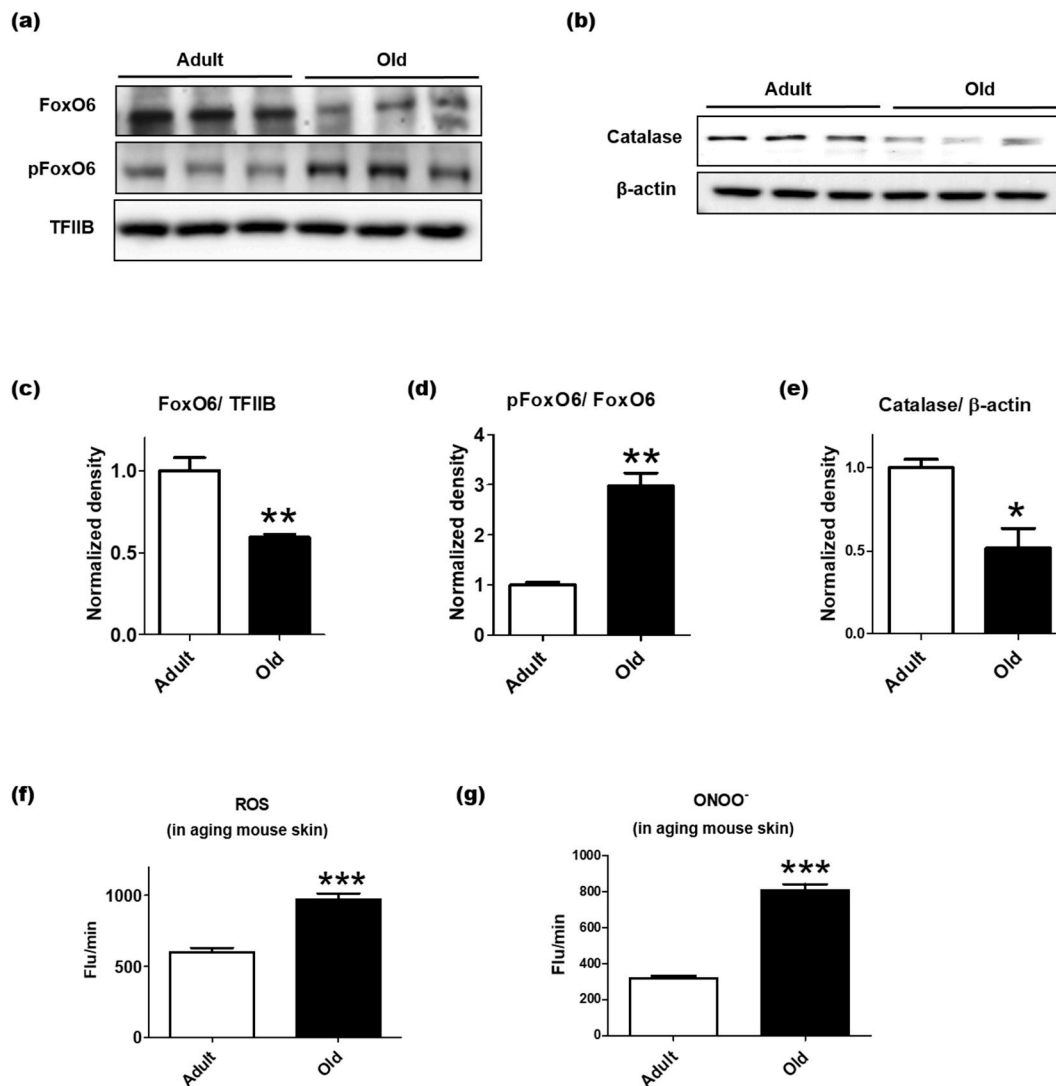 (a)
Adult Old
FoxO6
pFoxO6
TFIIB
(b)
Adult Old
Catalase
β-actin
(c)
FoxO6/ TFIIB
Normalized density
1.0
0.5
0.0
Adult
Old
**
(d)
pFoxO6/ FoxO6
Normalized density
4
3
2
1
0
Adult
Old
**
(e)
Catalase/ β-actin
Normalized density
1.0
0.5
0.0
Adult
Old
*
(f)
ROS
(in aging mouse skin)
Flu/min
1000
500
0
Adult
Old
***
(g)
ONOO⁻
(in aging mouse skin)
Flu/min
1000
800
600
400
200
0
Adult
Old
***